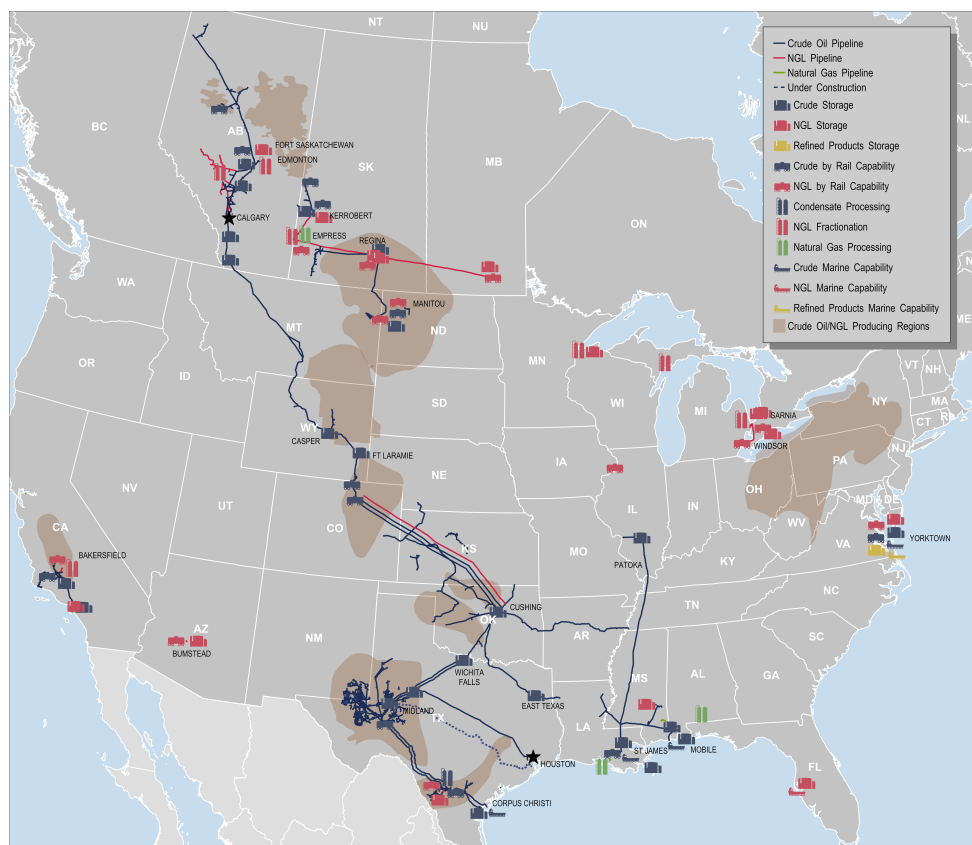 NT
NU
AK
BC
AB
SK
MB
ON
NL
Crude Oil Pipeline
NGL Pipeline
Natural Gas Pipeline
Under Construction
Crude Storage
NGL Storage
Refined Products Storage
Crude by Rail Capability
NGL by Rail Capability
Condensate Processing
NGL Fractionation
Natural Gas Processing
Crude Marine Capability
NGL Marine Capability
Refined Products Marine Capability
Crude Oil/NGL Producing Regions
FORT SASKATCHEWAN
EDMONTON
CALGARY
KERROBERT
EMPRESS
REGINA
MANITOU
WA
MT
ND
MN
OR
ID
SD
WI
MI
WY
CASPER
FT LARAMIE
SARNIA
WINDSOR
VT
NH
ME
NY
MA
CT
RI
PA
NJ
NE
IA
NV
UT
CO
KS
IL
IN
OH
WV
MD
DE
VA
YORKTOWN
CA
BAKERSFIELD
MO
PATOKA
KY
CUSHING
OK
TN
NC
SC
AZ
BUMSTEAD
NM
AR
MS
AL
GA
WICHITA
FALLS
EAST TEXAS
MIDLAND
TX
LA
HOUSTON
ST JAMES
MOBILE
FL
CORPUS CHRISTI